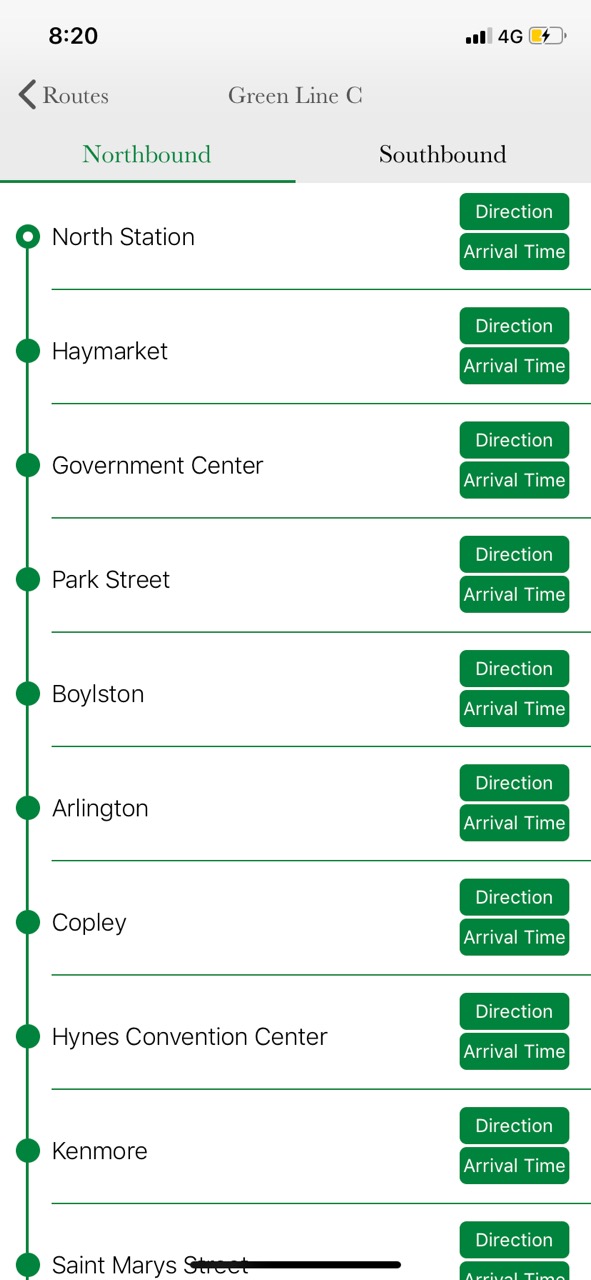 8:20
4G
Routes
Green Line C
Northbound
Southbound
North Station
Direction
Arrival Time
Haymarket
Direction
Arrival Time
Government Center
Direction
Arrival Time
Park Street
Direction
Arrival Time
Boylston
Direction
Arrival Time
Arlington
Direction
Arrival Time
Copley
Direction
Arrival Time
Hynes Convention Center
Direction
Arrival Time
Kenmore
Direction
Arrival Time
Saint Marys Street
Direction
Arrival Time